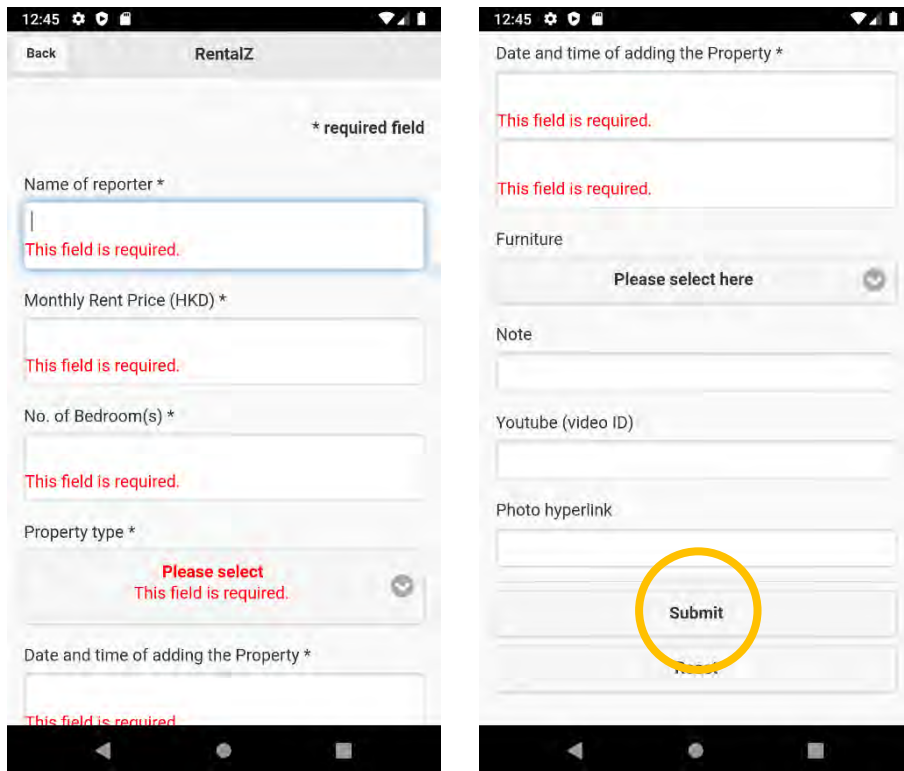 12:45
Back
RentalZ
* required field
Name of reporter *
This field is required.
Monthly Rent Price (HKD) *
This field is required.
No. of Bedroom(s) *
This field is required.
Property type *
Please select
This field is required.
Date and time of adding the Property *
This field is required.
12:45
Date and time of adding the Property *
This field is required.
This field is required.
Furniture
Please select here
Note
Youtube (video ID)
Photo hyperlink
Submit
Reset